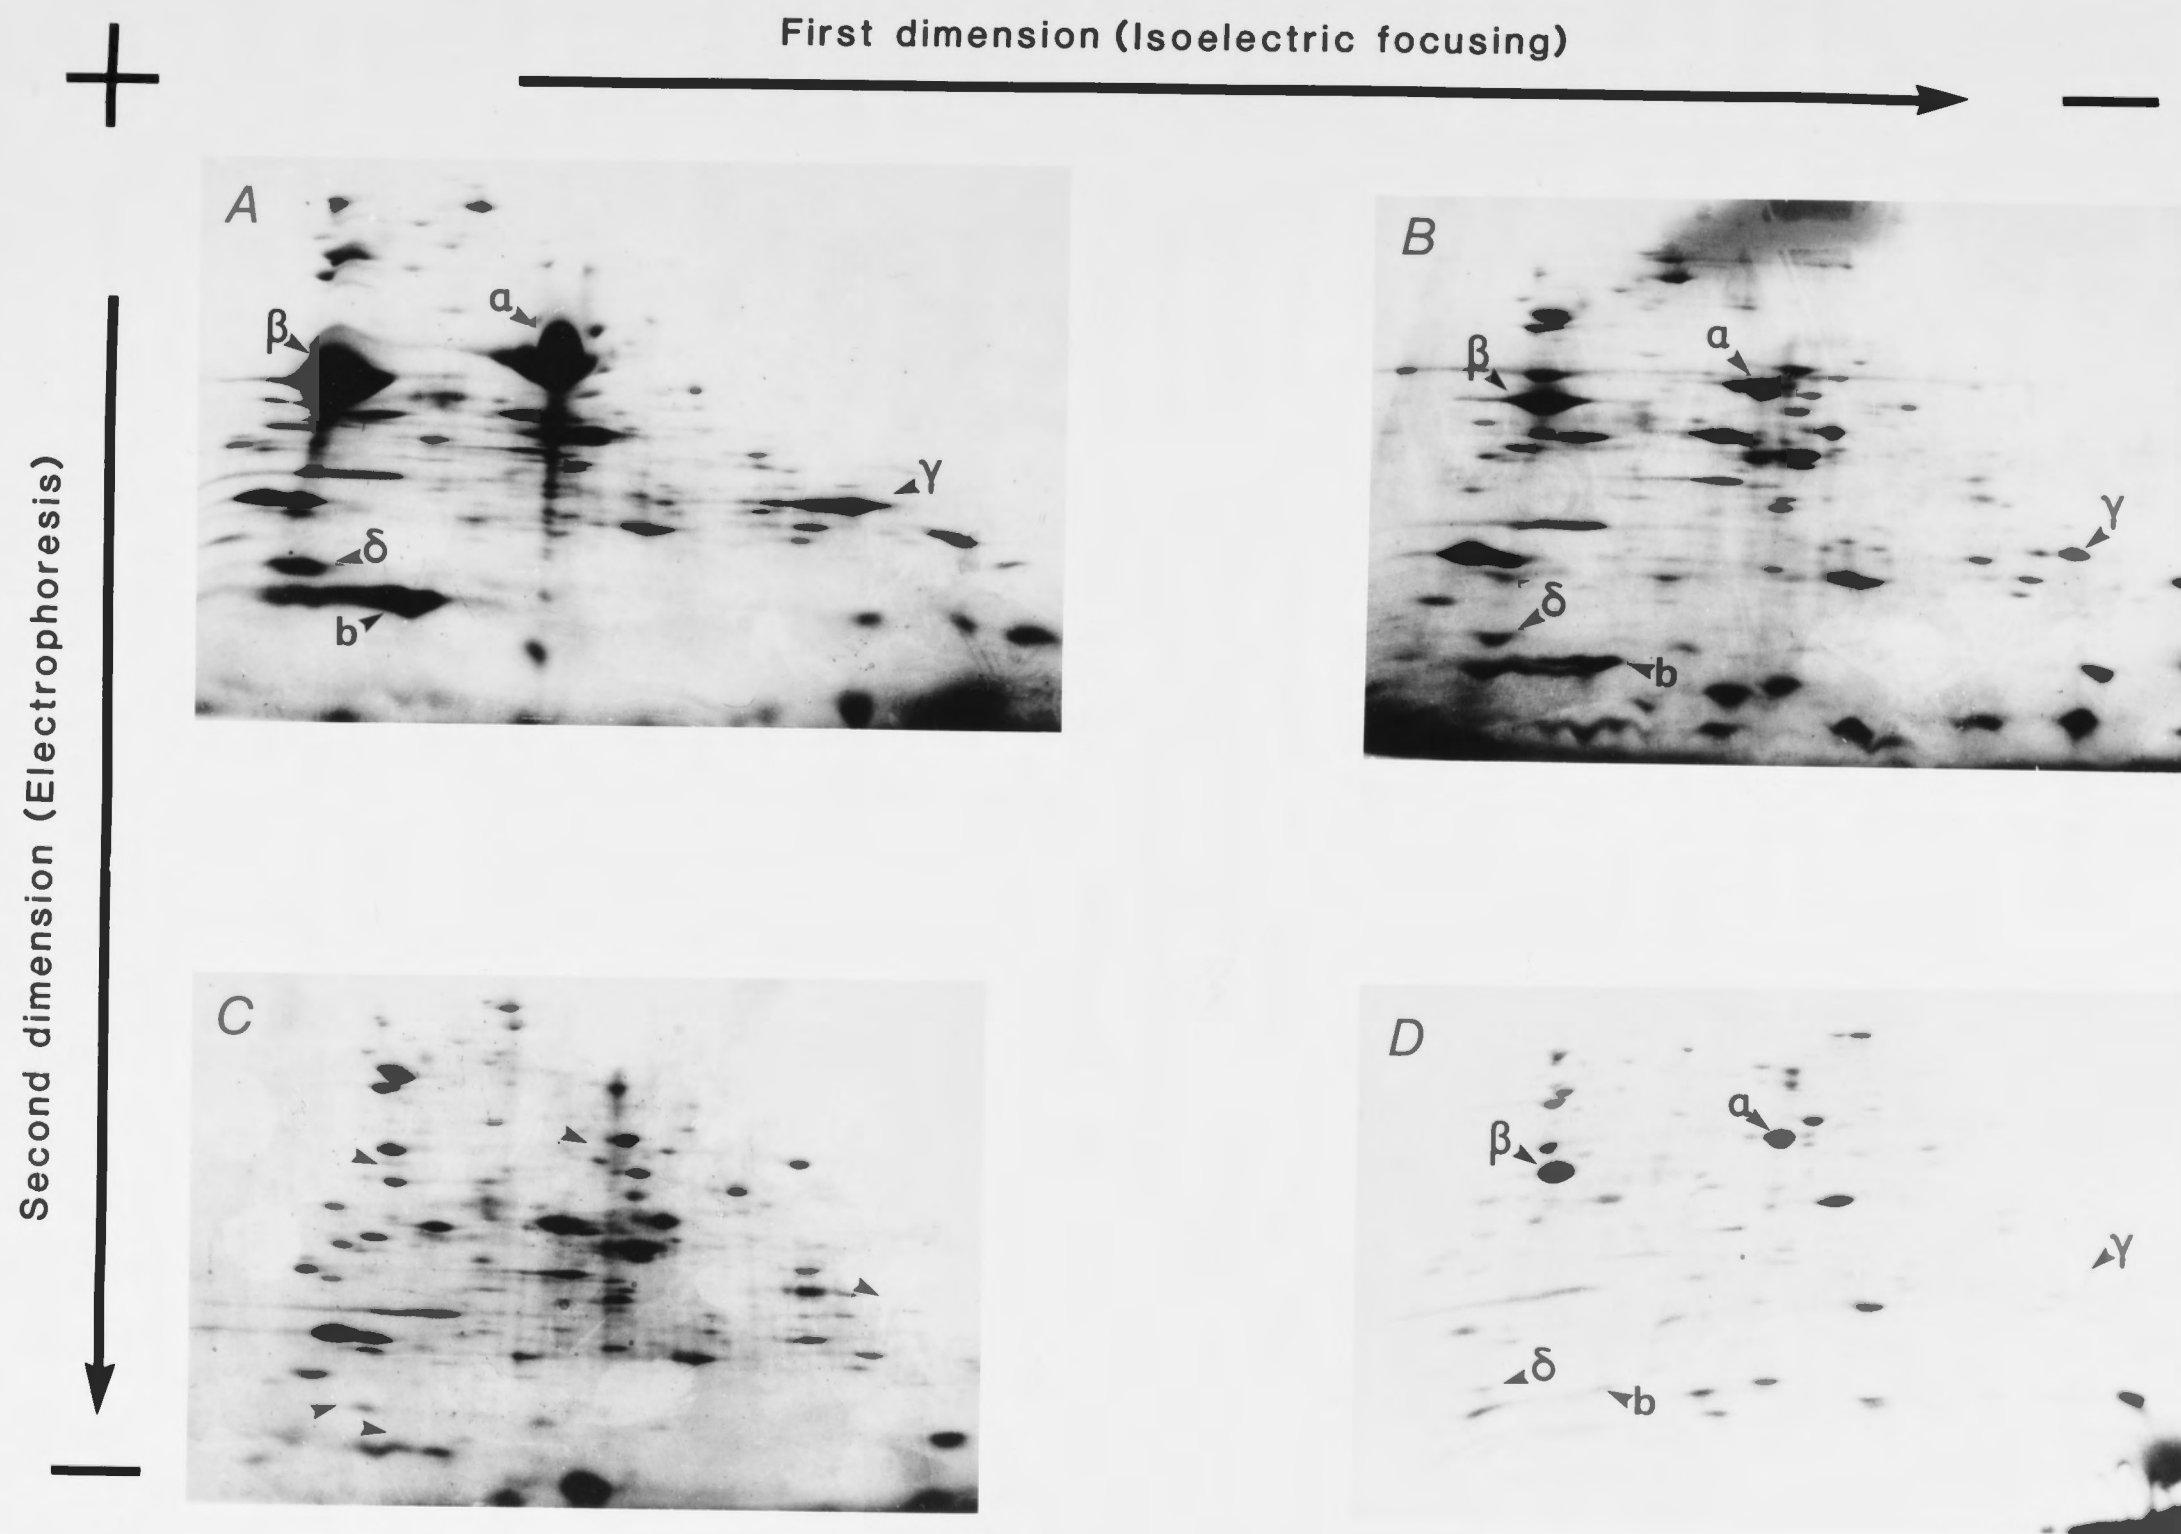 First dimension (Isoelectric focusing)
+
−
Second dimension (Electrophoresis)
−
A
α
β
γ
δ
b
B
α
β
γ
δ
b
C
D
α
β
γ
δ
b